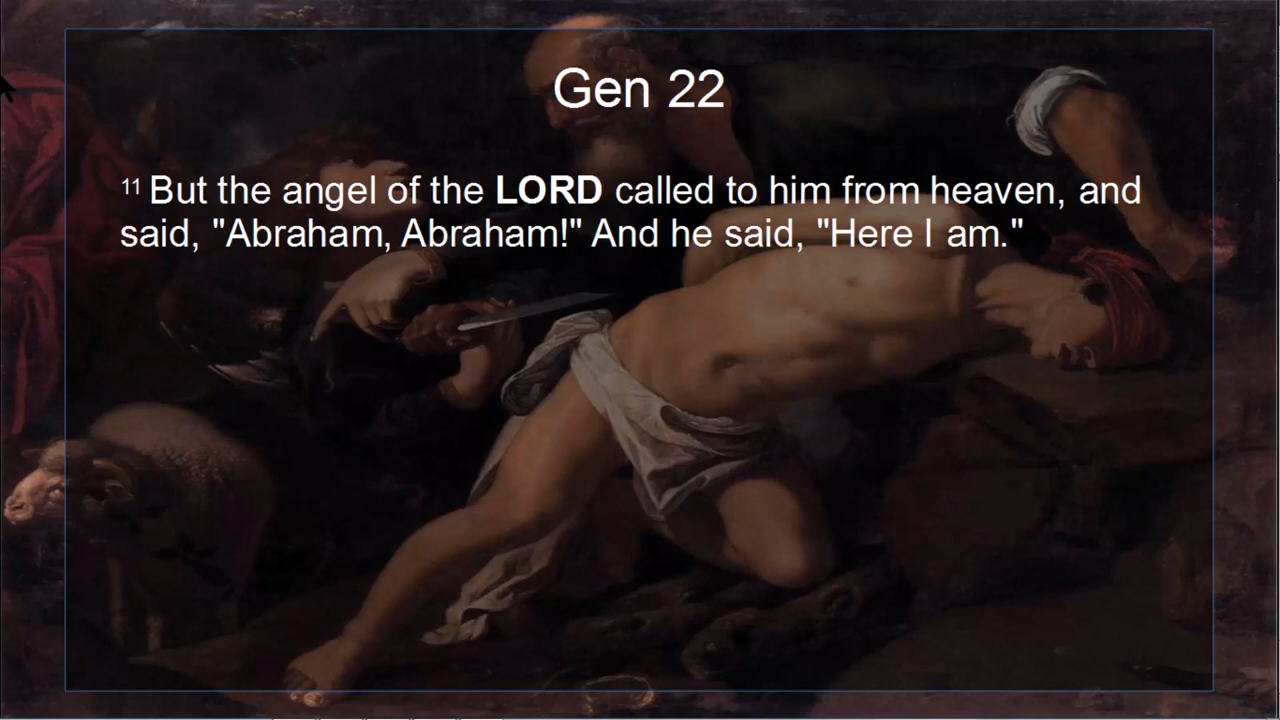 Gen 22
11 But the angel of the LORD called to him from heaven, and
said, "Abraham, Abraham!" And he said, "Here I am."